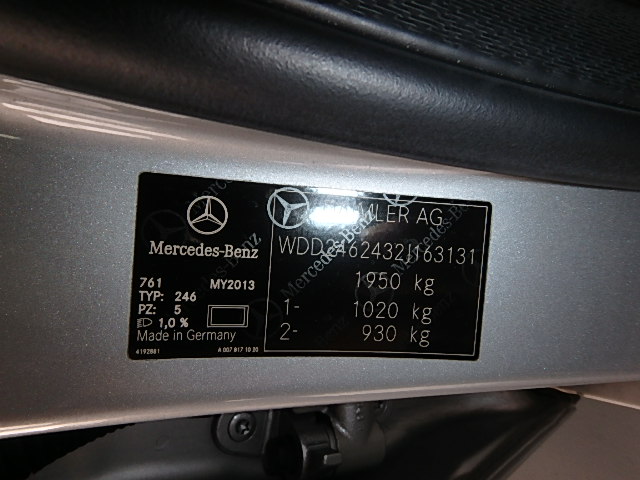 Mercedes-Benz
761 MY2013
TYP: 246
PZ: 5
1,0 %
Made in Germany
4192881 A 007 817 10 20
AG
WDD2462432J163131
1950 kg
1- 1020 kg
2- 930 kg